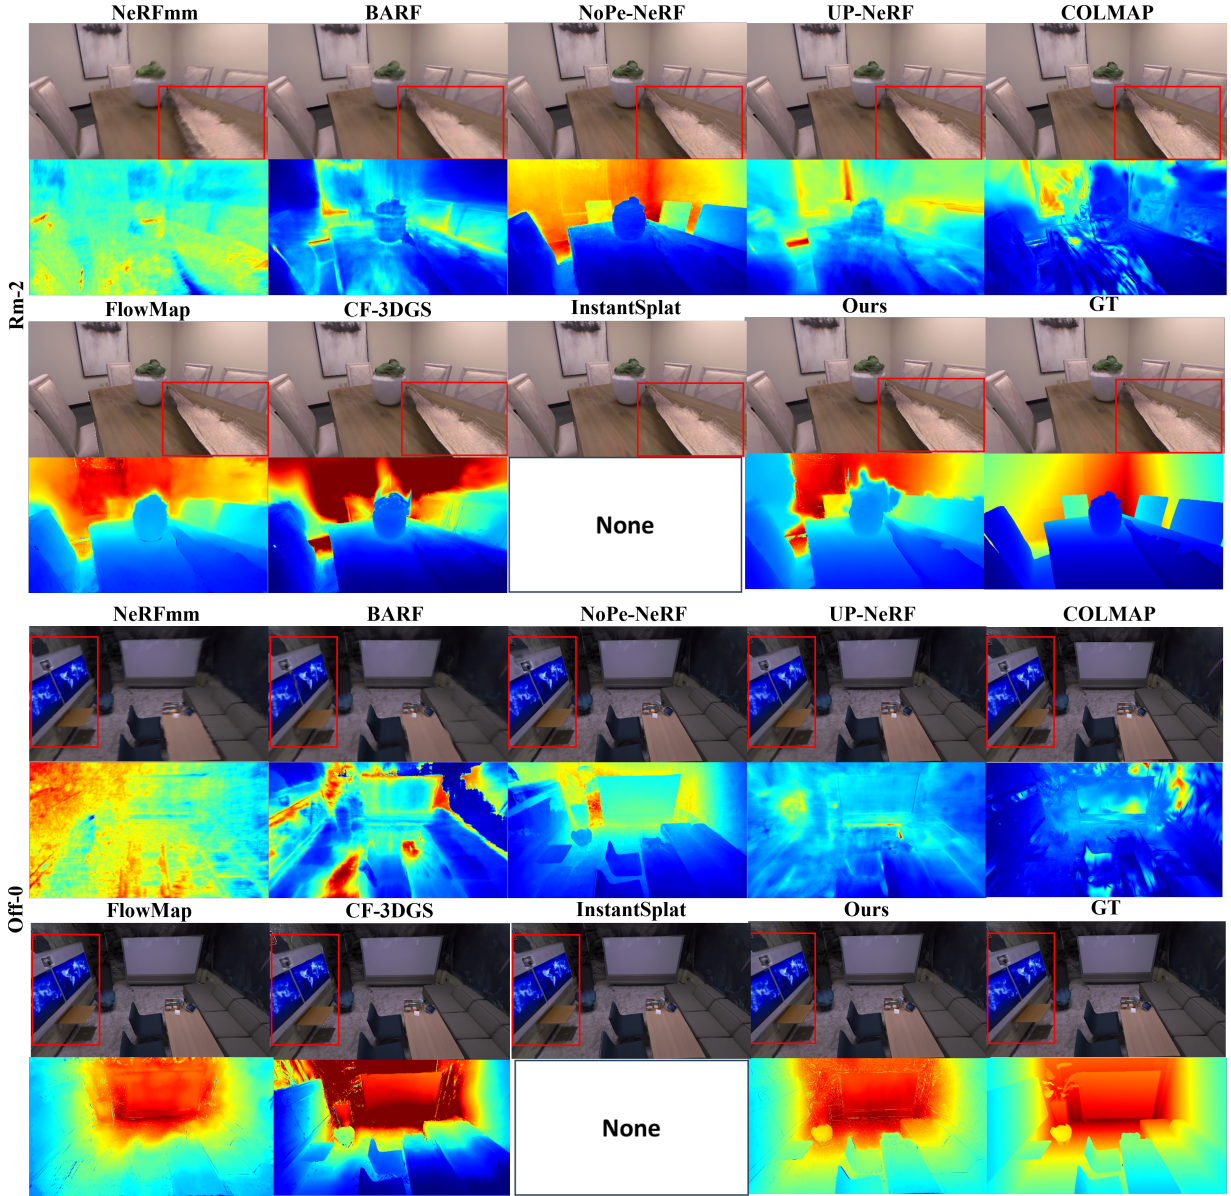 NeRFmm BARF NoPe-NeRF UP-NeRF COLMAP
Rm-2
FlowMap CF-3DGS InstantSplat Ours GT
None
NeRFmm BARF NoPe-NeRF UP-NeRF COLMAP
Off-0
FlowMap CF-3DGS InstantSplat Ours GT
None